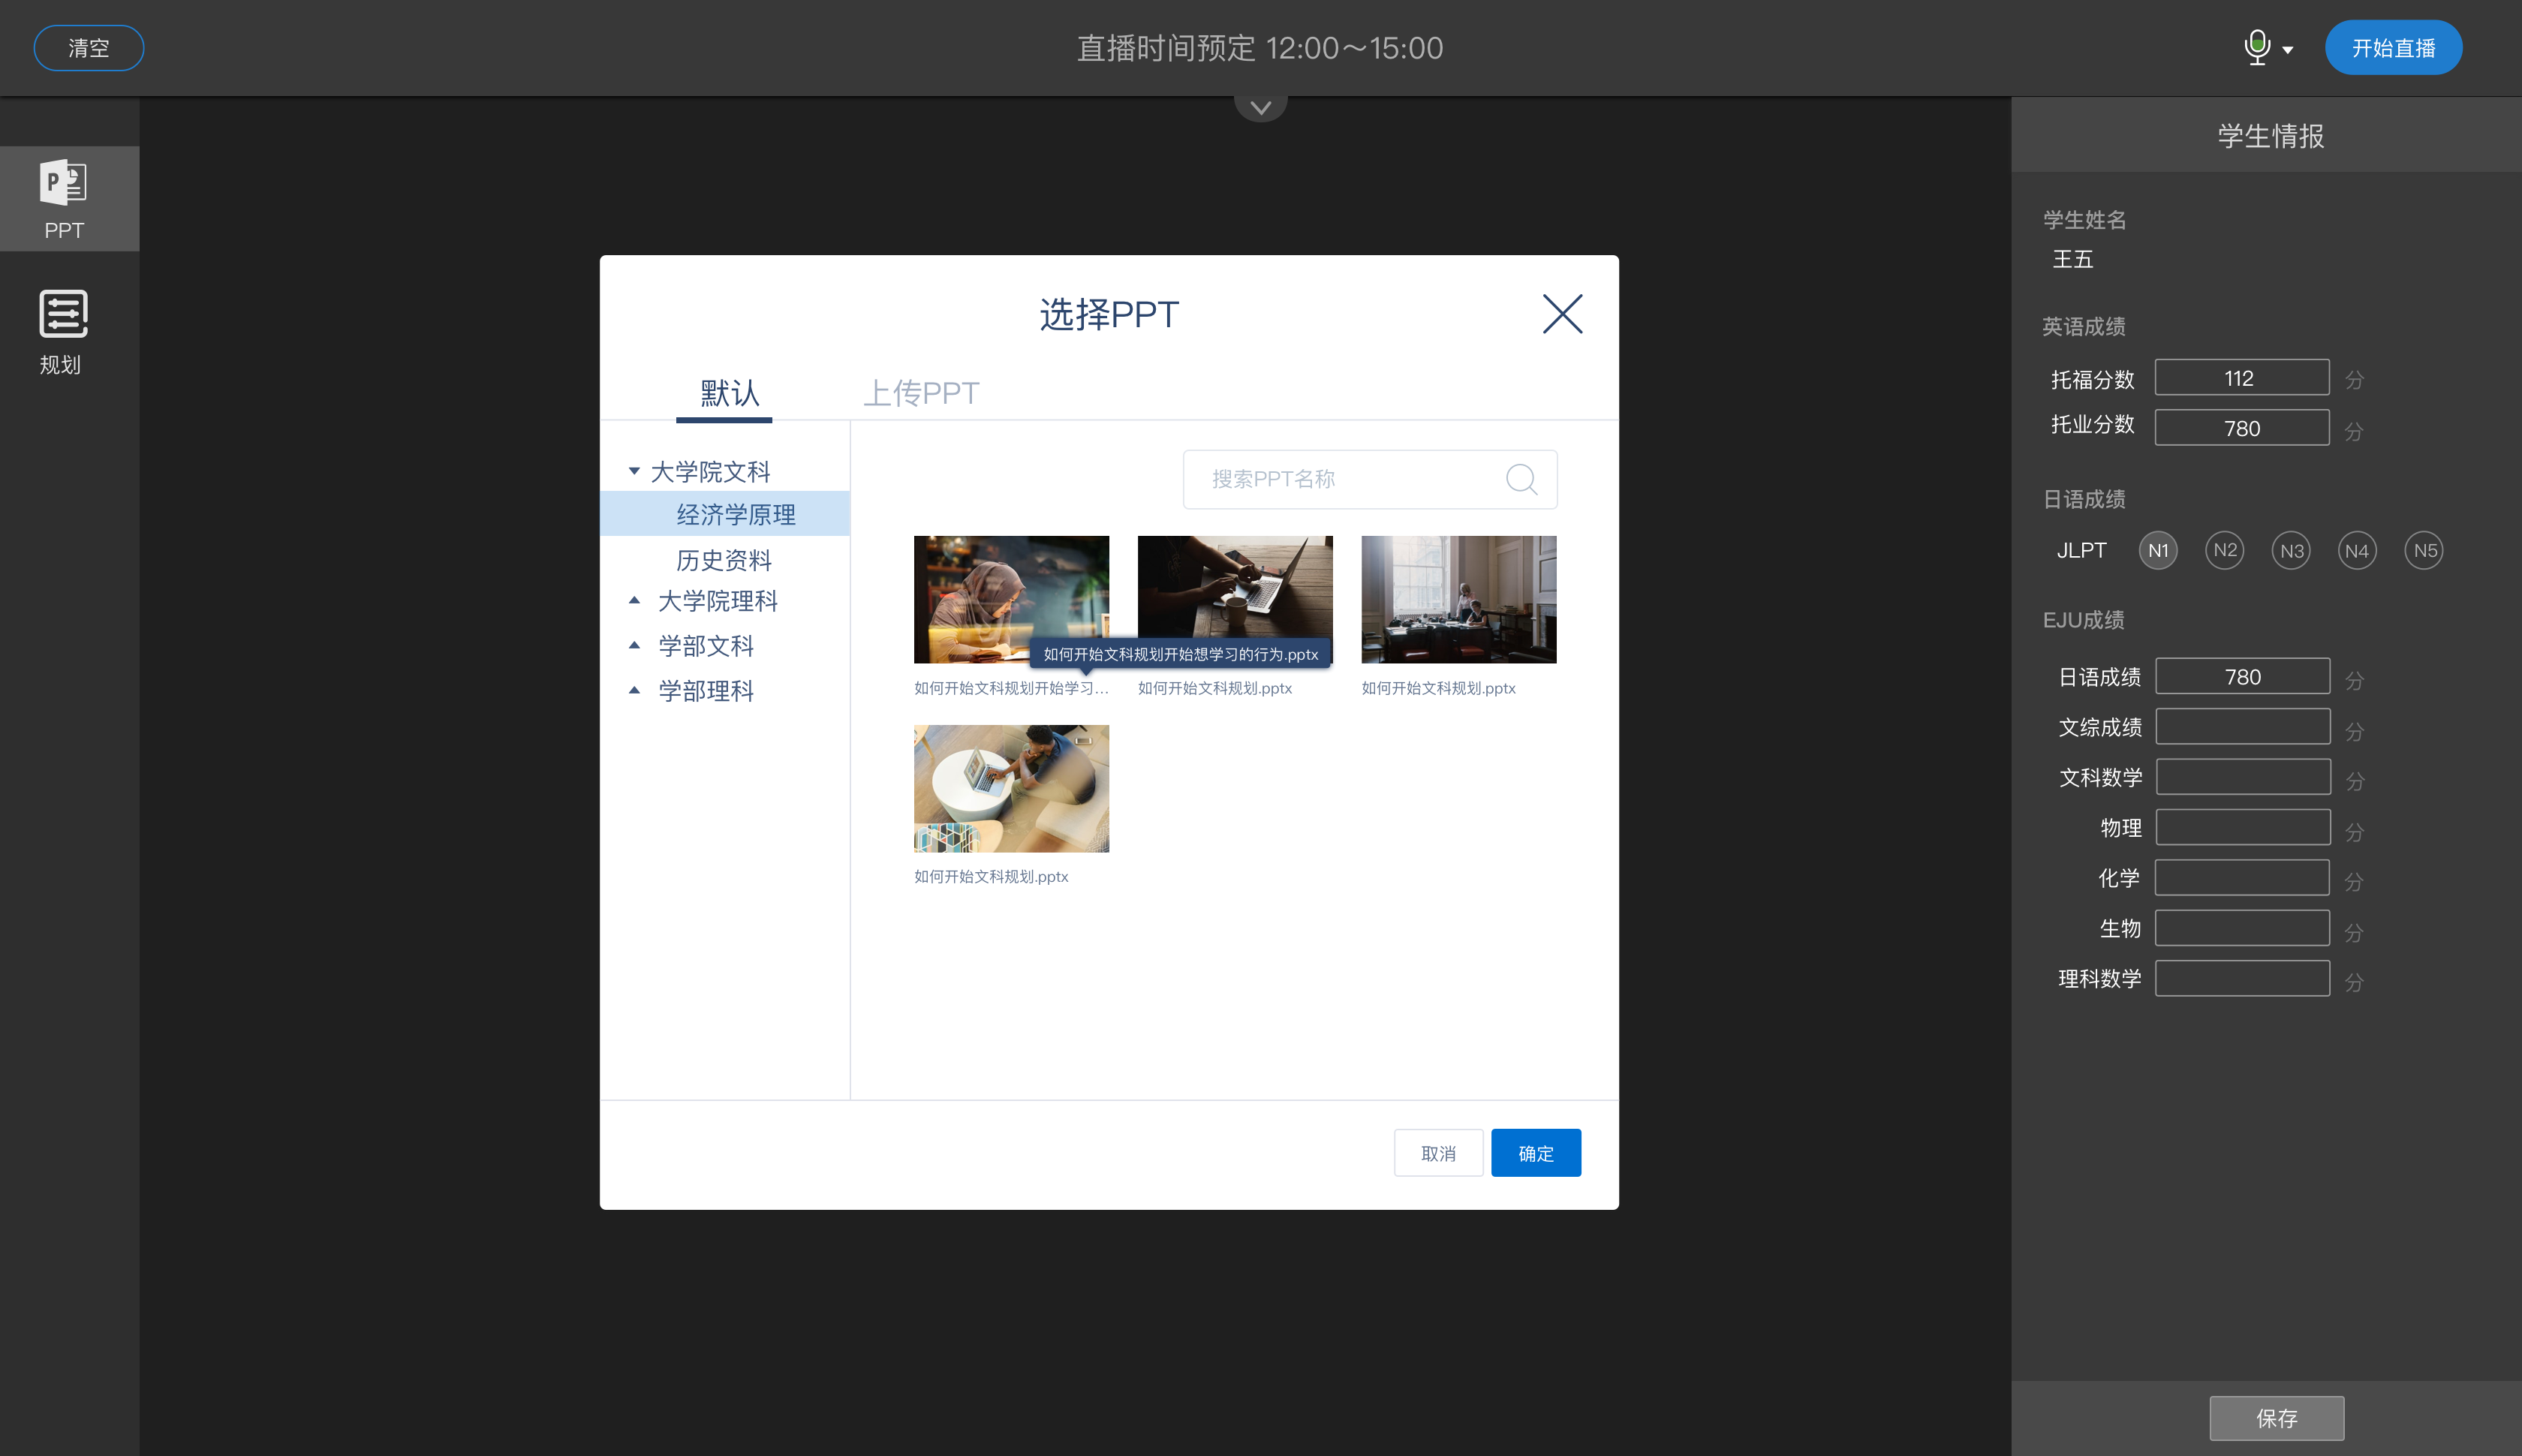 清空
直播时间预定 12:00～15:00
开始直播
P
PPT
规划
选择PPT
默认
上传PPT
大学院文科
经济学原理
历史资料
大学院理科
学部文科
学部理科
搜索PPT名称
如何开始文科规划开始想学习的行为.pptx
如何开始文科规划开始学习...
如何开始文科规划.pptx
如何开始文科规划.pptx
如何开始文科规划.pptx
取消
确定
学生情报
学生姓名
王五
英语成绩
托福分数 112 分
托业分数 780 分
日语成绩
JLPT N1 N2 N3 N4 N5
EJU成绩
日语成绩 780 分
文综成绩 分
文科数学 分
物理 分
化学 分
生物 分
理科数学 分
保存